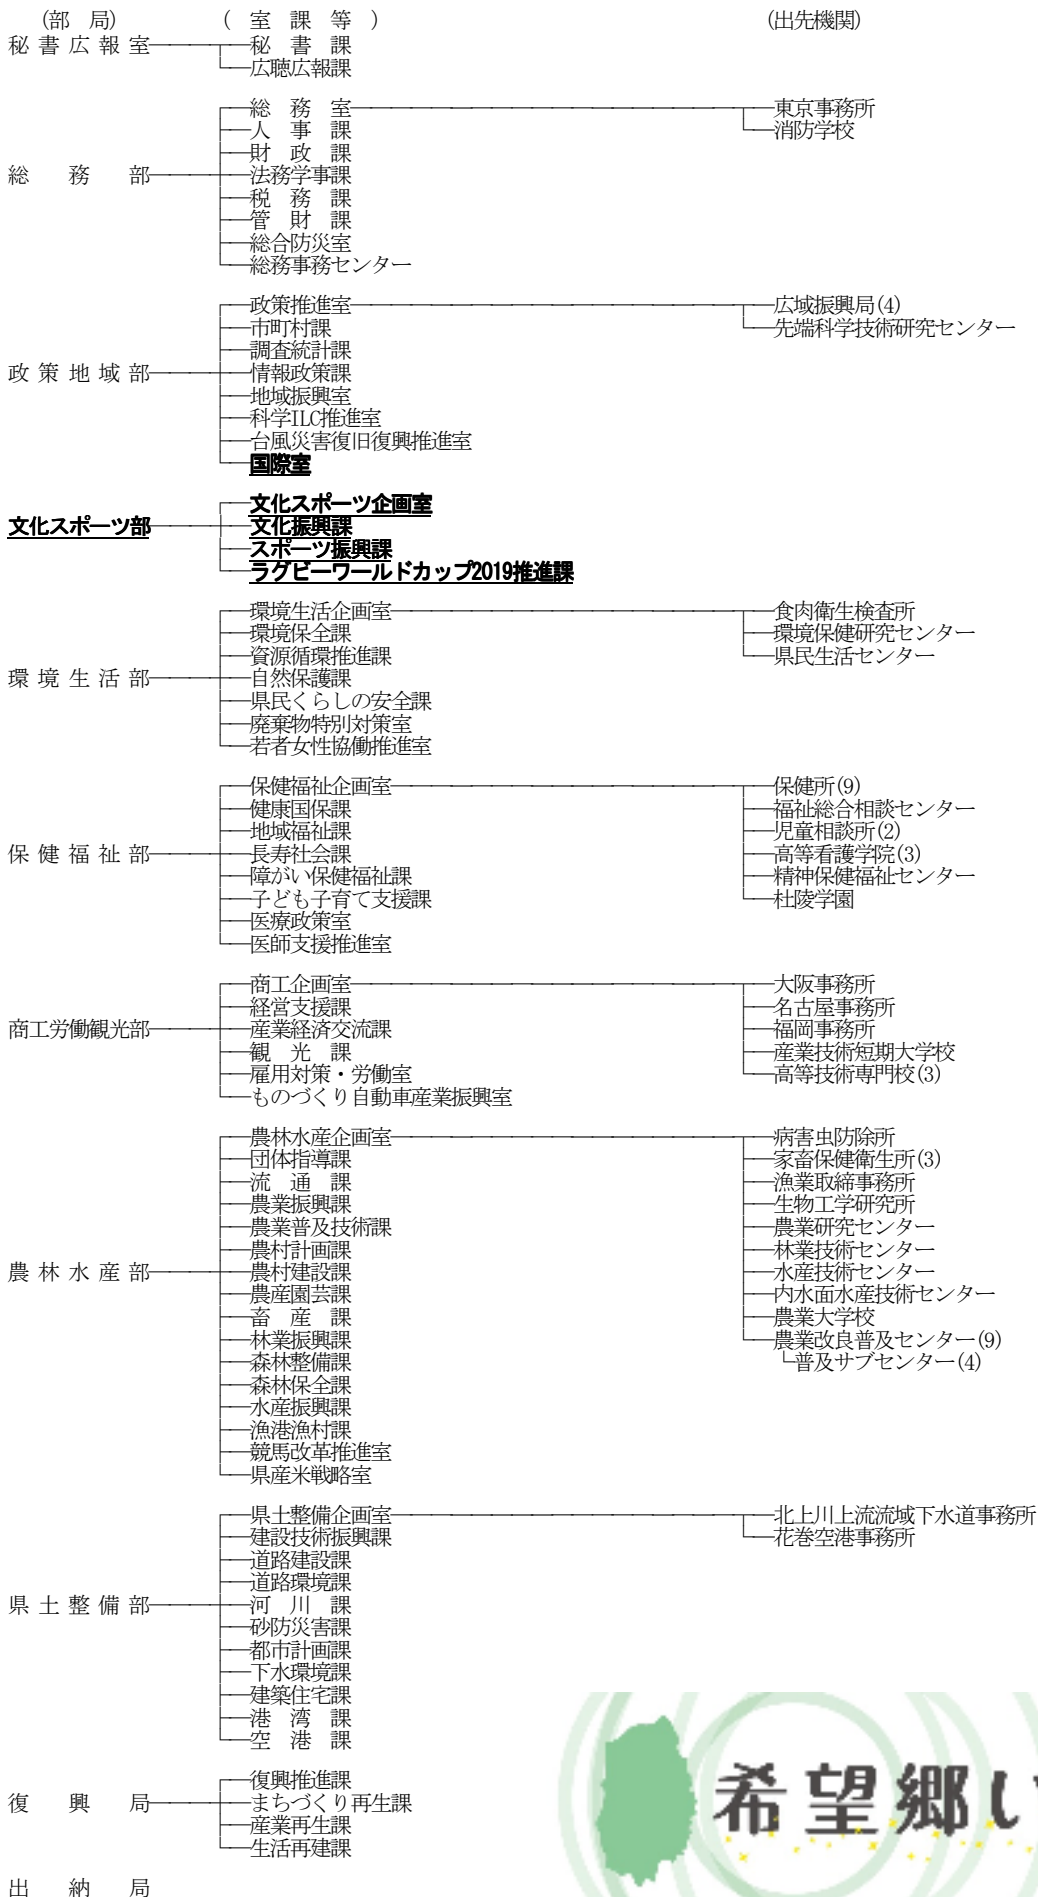 (部　局)　(　室　課　等　)　(出先機関)
秘書広報室　秘　書　課
広聴広報課
総　務　室　東京事務所
人　事　課　消防学校
財　政　課
総　務　部　法務学事課
税　務　課
管　財　課
総合防災室
総務事務センター
政策推進室　広域振興局(4)
市町村課　先端科学技術研究センター
調査統計課
政策地域部　情報政策課
地域振興室
科学ILC推進室
台風災害復旧復興推進室
国際室
文化スポーツ企画室
文化スポーツ部　文化振興課
スポーツ振興課
ラグビーワールドカップ2019推進課
環境生活企画室　食肉衛生検査所
環境保全課　環境保健研究センター
資源循環推進課　県民生活センター
環境生活部　自然保護課
県民くらしの安全課
廃棄物特別対策室
若者女性協働推進室
保健福祉企画室　保健所(9)
健康国保課　福祉総合相談センター
地域福祉課　児童相談所(2)
保健福祉部　長寿社会課　高等看護学院(3)
障がい保健福祉課　精神保健福祉センター
子ども子育て支援課　杜陵学園
医療政策室
医師支援推進室
商工企画室　大阪事務所
経営支援課　名古屋事務所
商工労働観光部　産業経済交流課　福岡事務所
観　光　課　産業技術短期大学校
雇用対策・労働室　高等技術専門校(3)
ものづくり自動車産業振興室
農林水産企画室　病害虫防除所
団体指導課　家畜保健衛生所(3)
流　通　課　漁業取締事務所
農業振興課　生物工学研究所
農業普及技術課　農業研究センター
農村計画課　林業技術センター
農林水産部　農村建設課　水産技術センター
農産園芸課　内水面水産技術センター
畜　産　課　農業大学校
林業振興課　農業改良普及センター(9)
森林整備課　普及サブセンター(4)
森林保全課
水産振興課
漁港漁村課
競馬改革推進室
県産米戦略室
県土整備企画室　北上川上流流域下水道事務所
建設技術振興課　花巻空港事務所
道路建設課
道路環境課
県土整備部　河　川　課
砂防災害課
都市計画課
下水環境課
建築住宅課
港　湾　課
空　港　課
復興推進課
復　興　局　まちづくり再生課
産業再生課
生活再建課
出　納　局
希望郷い